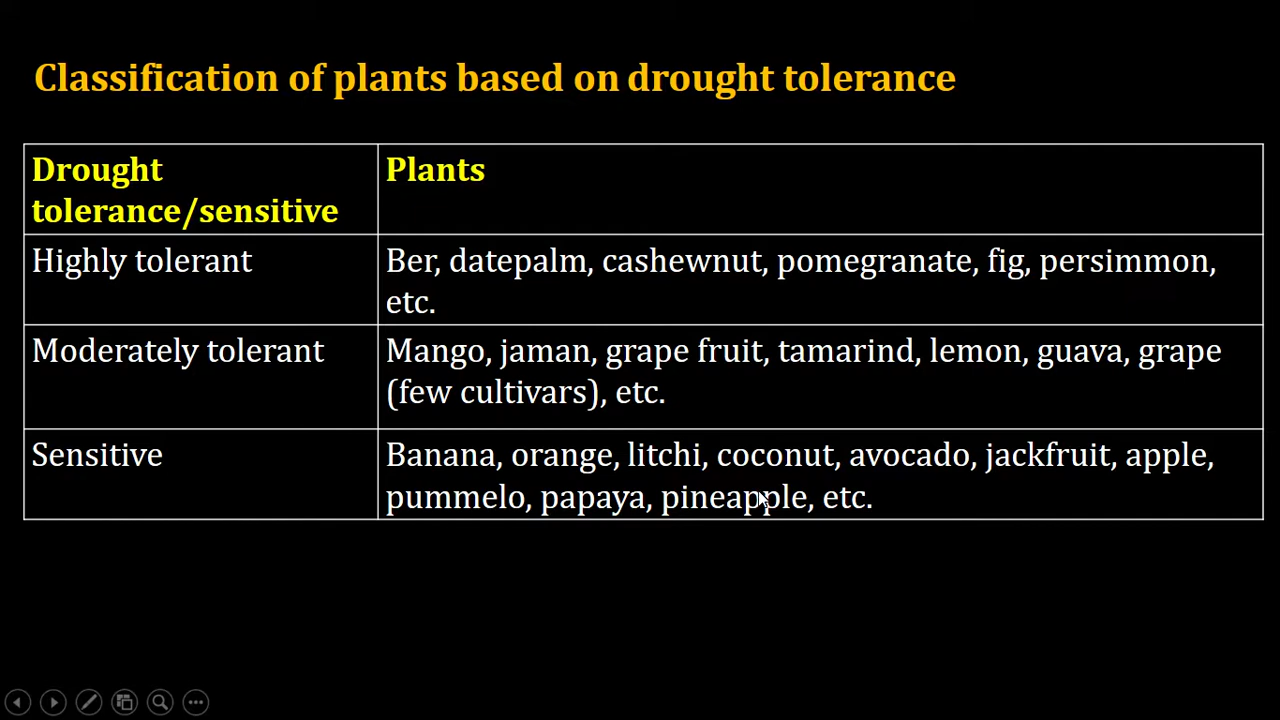 Classification of plants based on drought tolerance
Drought
tolerance/sensitive
Plants
Highly tolerant
Ber, datepalm, cashewnut, pomegranate, fig, persimmon,
etc.
Moderately tolerant
Mango, jaman, grape fruit, tamarind, lemon, guava, grape
(few cultivars), etc.
Sensitive
Banana, orange, litchi, coconut, avocado, jackfruit, apple,
pummelo, papaya, pineapple, etc.